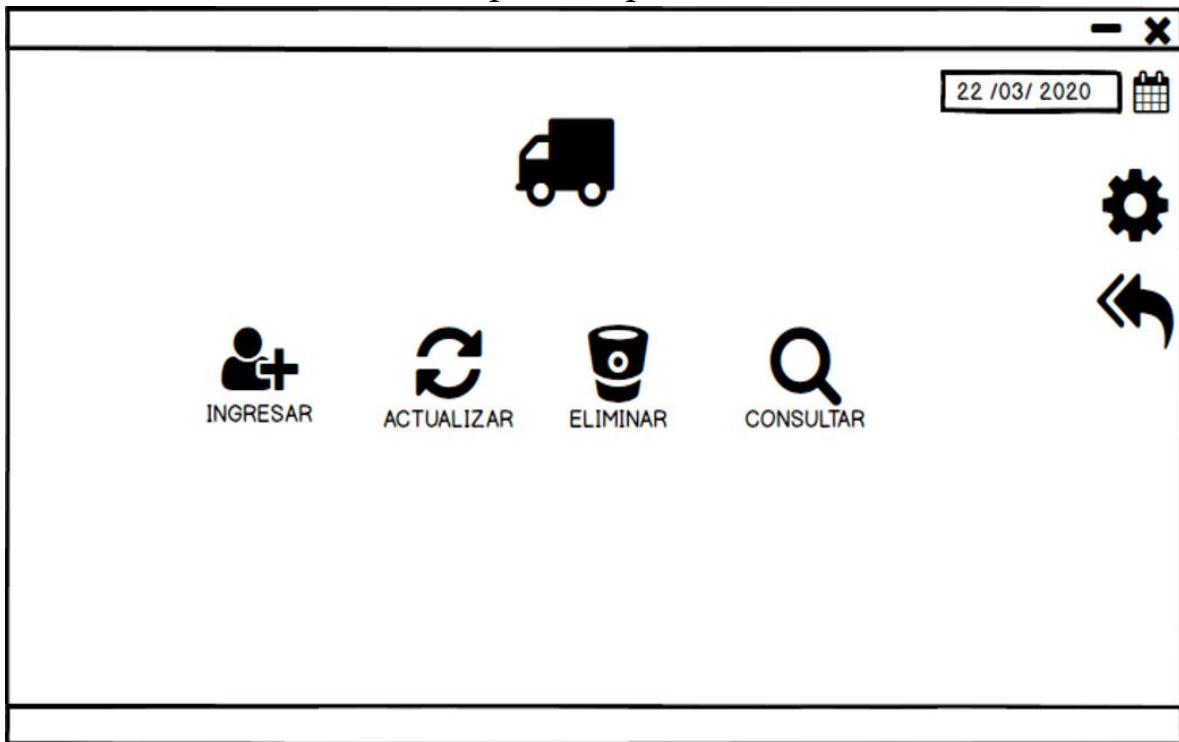 22 /03/ 2020
INGRESAR
ACTUALIZAR
ELIMINAR
CONSULTAR